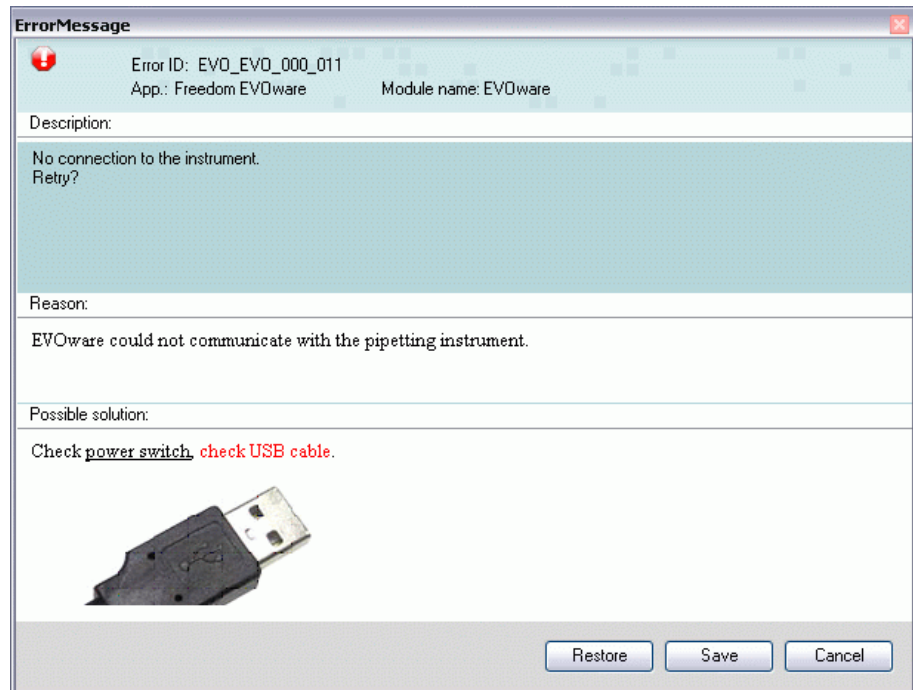 ErrorMessage
Error ID: EVO_EVO_000_011
App.: Freedom EVOware Module name: EVOware
Description:
No connection to the instrument.
Retry?
Reason:
EVOware could not communicate with the pipetting instrument.
Possible solution:
Check power switch, check USB cable.
Restore Save Cancel